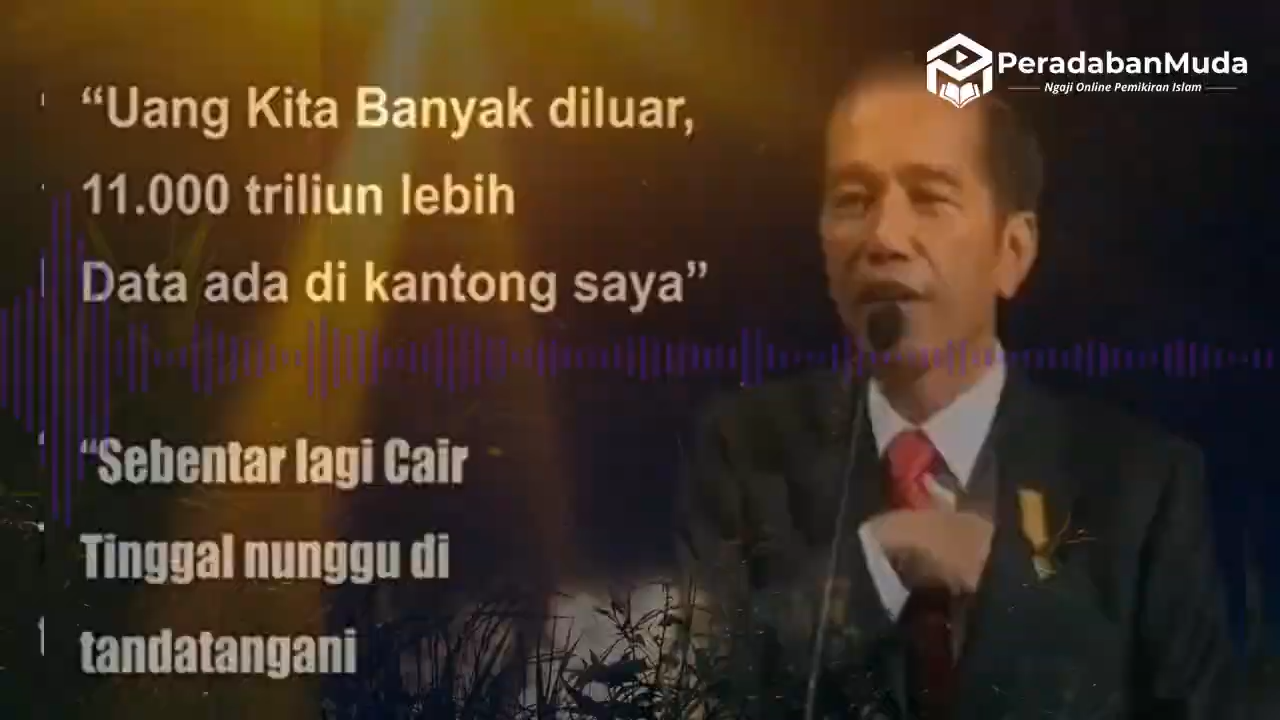 PeradabanMuda
Ngaji Online Pemikiran Islam
“Uang Kita Banyak diluar,
11.000 triliun lebih
Data ada di kantong saya”
“Sebentar lagi Cair
Tinggal nunggu di
tandatangani